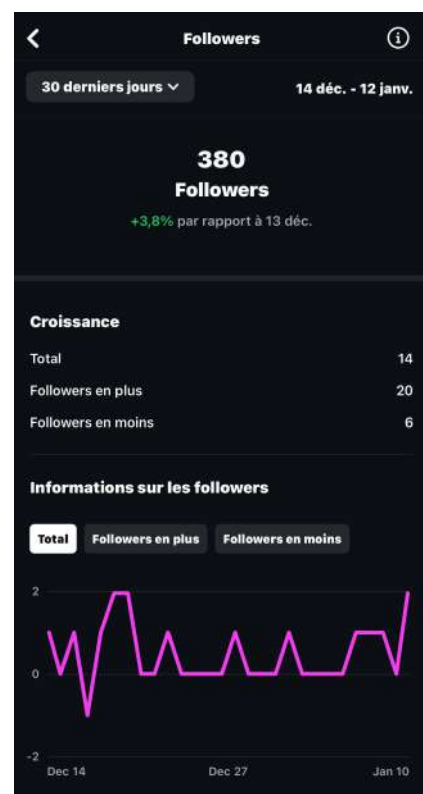 Followers
30 derniers jours
14 déc. - 12 janv.
380
Followers
+3,8% par rapport à 13 déc.
Croissance
Total 14
Followers en plus 20
Followers en moins 6
Informations sur les followers
Total Followers en plus Followers en moins
2
0
-2
Dec 14 Dec 27 Jan 10